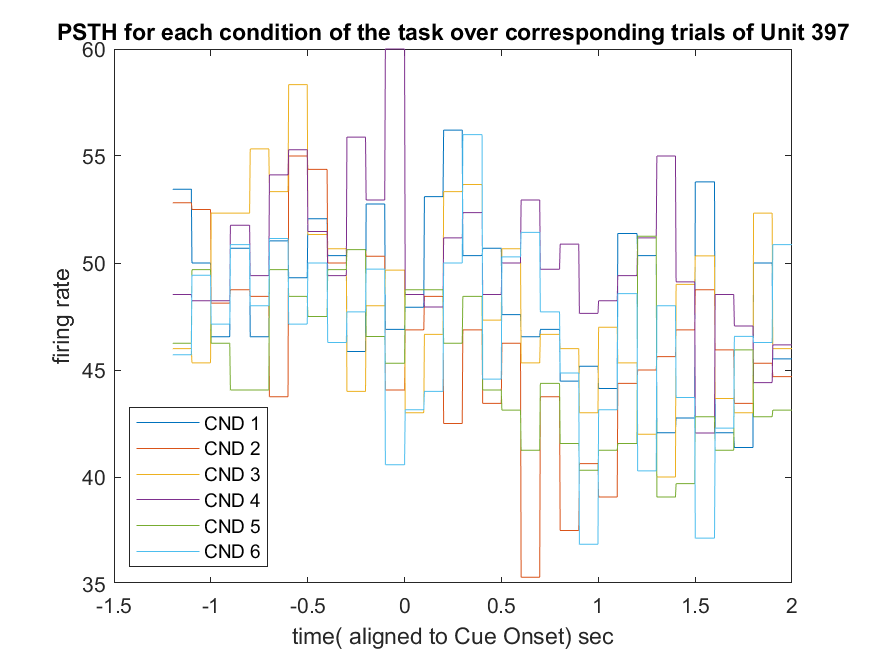 PSTH for each condition of the task over corresponding trials of Unit 397
60
55
50
45
40
35
firing rate
CND 1
CND 2
CND 3
CND 4
CND 5
CND 6
-1.5 -1 -0.5 0 0.5 1 1.5 2
time( aligned to Cue Onset) sec